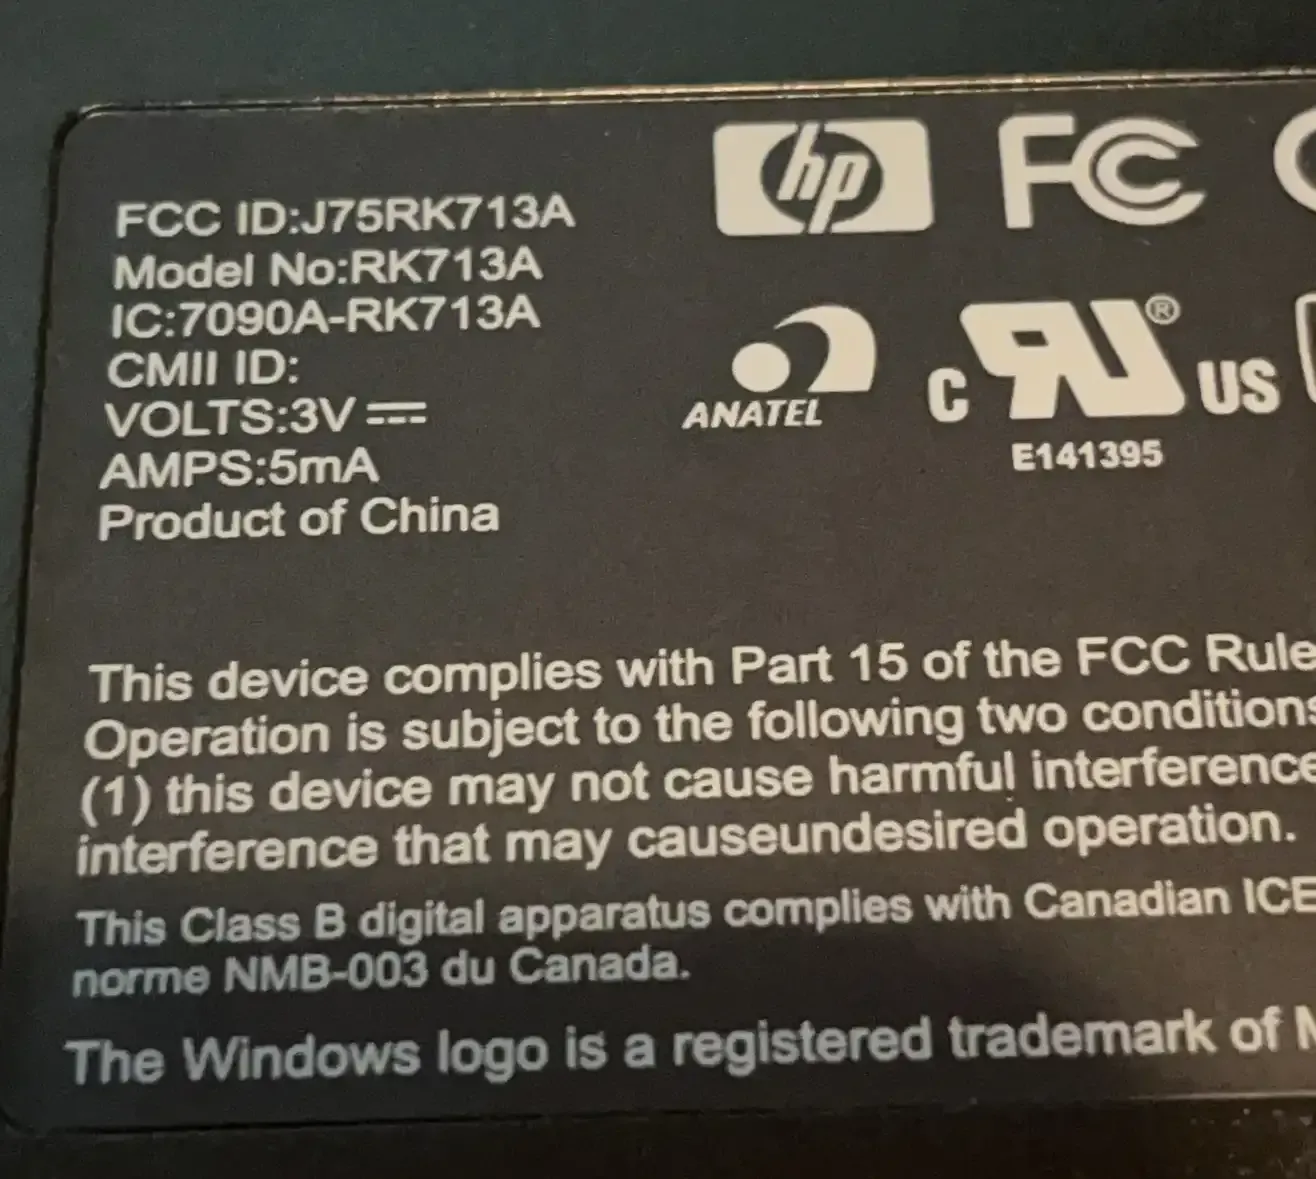 hp FC
FCC ID:J75RK713A
Model No:RK713A
IC:7090A-RK713A
CMII ID:
VOLTS:3V
AMPS:5mA
Product of China
ANATEL
C RU ® US
E141395
This device complies with Part 15 of the FCC Rule
Operation is subject to the following two conditions
(1) this device may not cause harmful interference
interference that may causeundesired operation.
This Class B digital apparatus complies with Canadian ICE
norme NMB-003 du Canada.
The Windows logo is a registered trademark of M